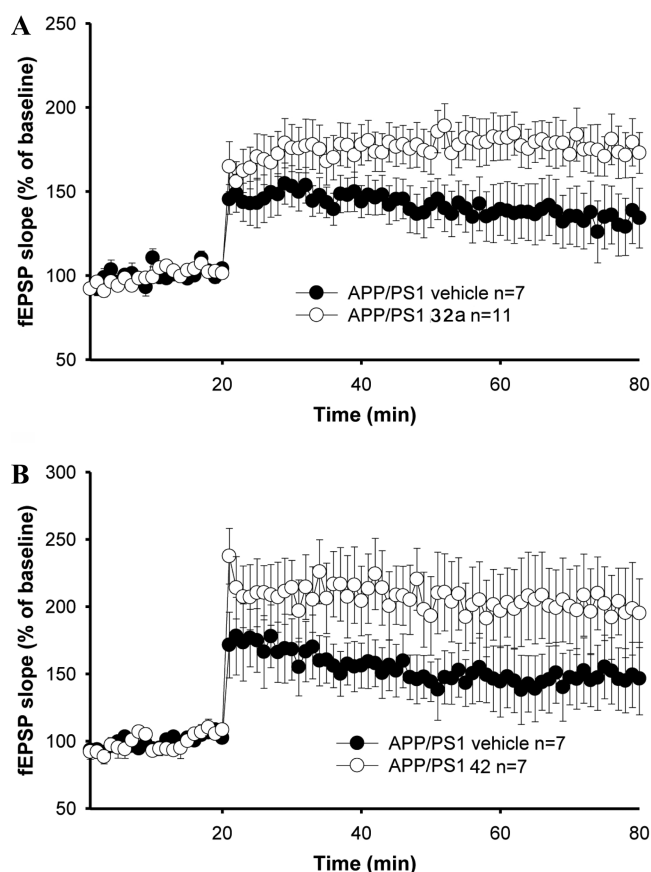 A
250
200
150
100
50
fEPSP slope (% of baseline)
APP/PS1 vehicle n=7
APP/PS1 32a n=11
20
40
60
80
Time (min)
B
300
250
200
150
100
50
fEPSP slope (% of baseline)
APP/PS1 vehicle n=7
APP/PS1 42 n=7
20
40
60
80
Time (min)